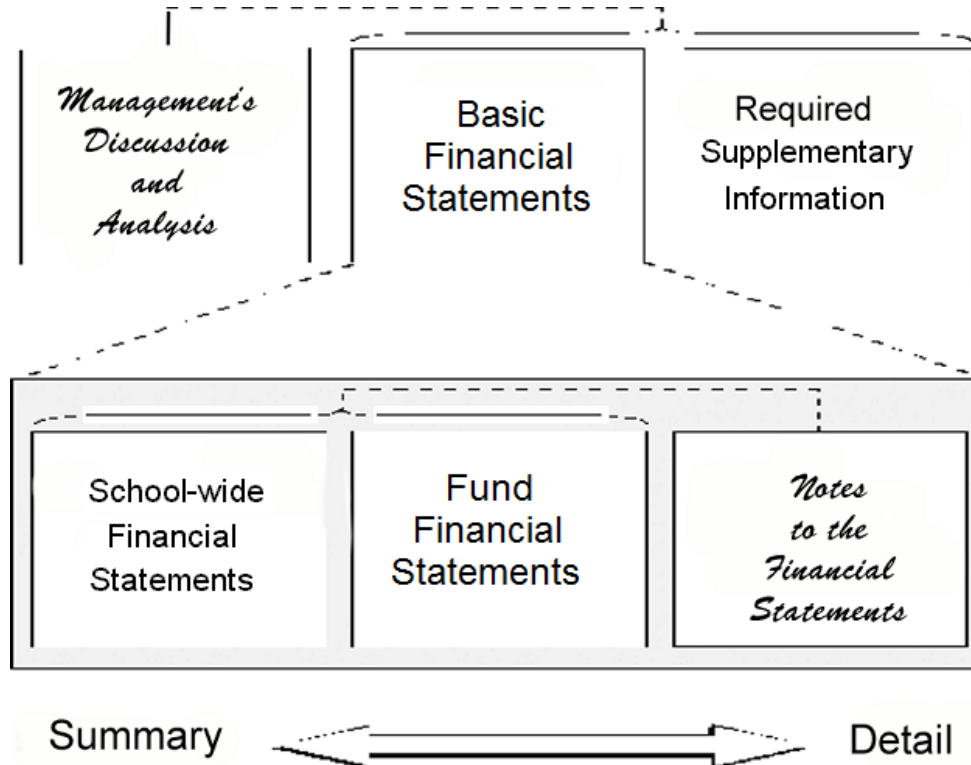 Management's
Discussion
and
Analysis
Basic
Financial
Statements
Required
Supplementary
Information
School-wide
Financial
Statements
Fund
Financial
Statements
Notes
to the
Financial
Statements
Summary
Detail